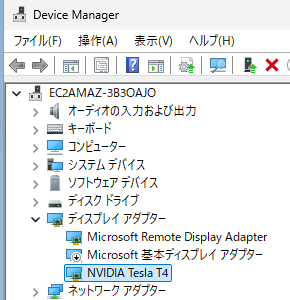 Device Manager
ファイル(F) 操作(A) 表示(V) ヘルプ(H)
EC2AMAZ-3B3OAJO
オーディオの入力および出力
キーボード
コンピューター
システム デバイス
ソフトウェア デバイス
ディスク ドライブ
ディスプレイ アダプター
Microsoft Remote Display Adapter
Microsoft 基本ディスプレイ アダプター
NVIDIA Tesla T4
ネットワーク アダプター